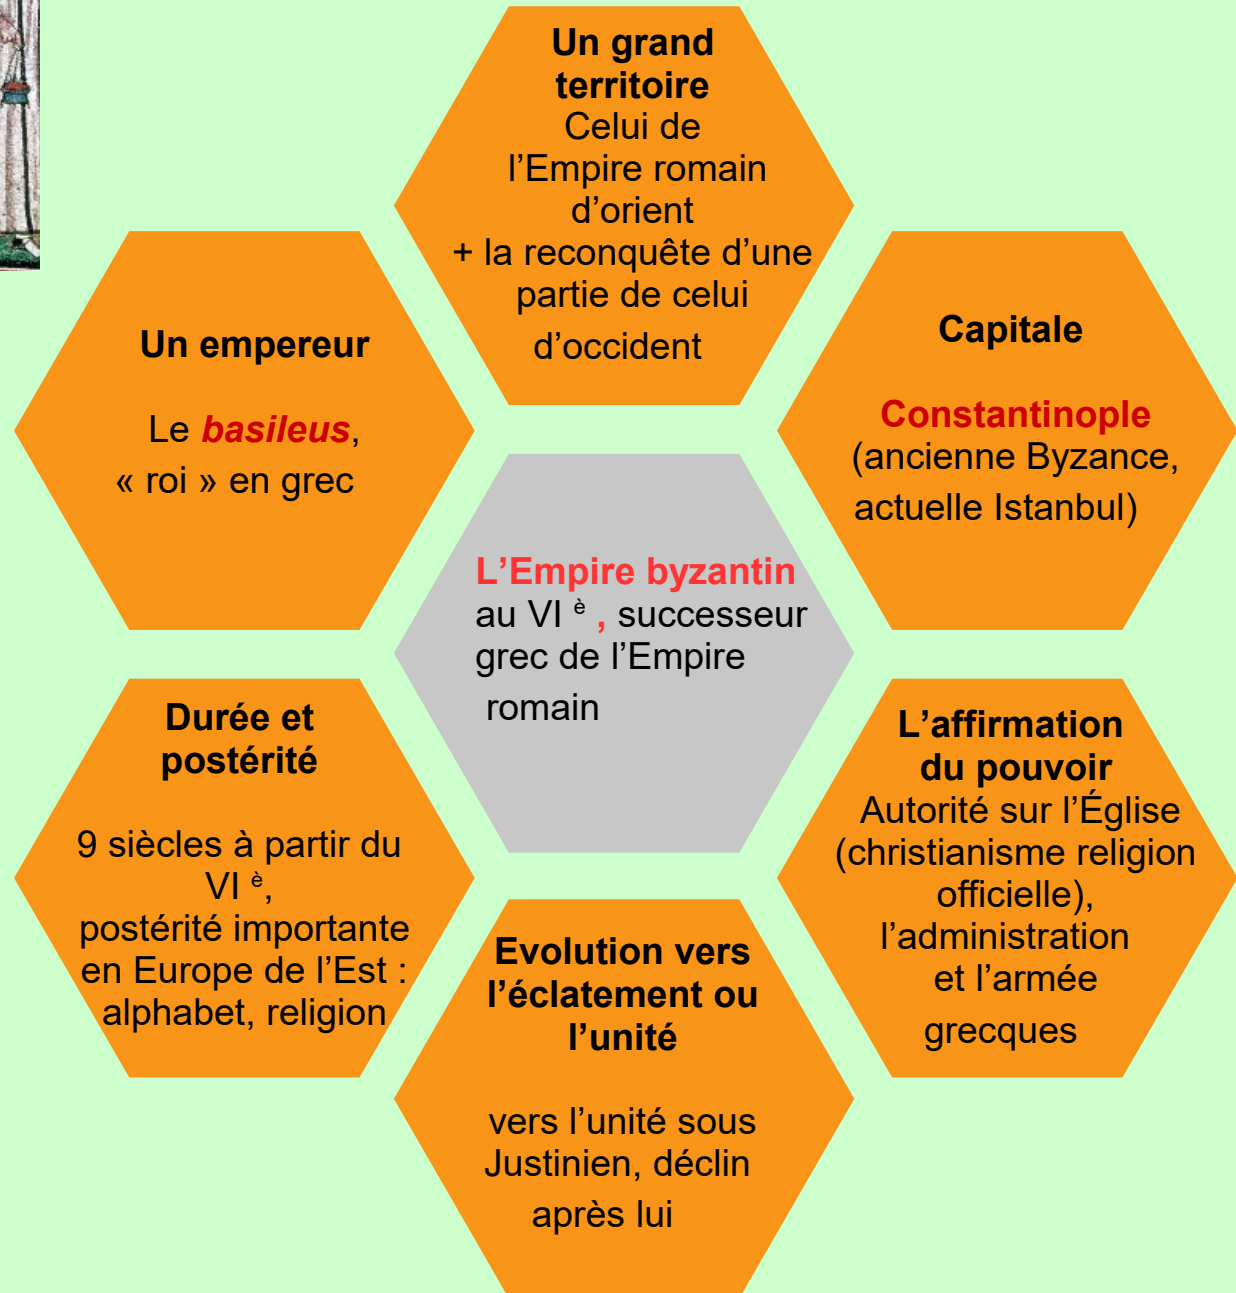 Un grand
territoire
Celui de
l’Empire romain
d’orient
+ la reconquête d’une
partie de celui
d’occident
Un empereur
Le basileus,
« roi » en grec
Capitale
Constantinople
(ancienne Byzance,
actuelle Istanbul)
L’Empire byzantin
au VI è , successeur
grec de l’Empire
romain
Durée et
postérité
9 siècles à partir du
VI è,
postérité importante
en Europe de l’Est :
alphabet, religion
L’affirmation
du pouvoir
Autorité sur l’Église
(christianisme religion
officielle),
l’administration
et l’armée
grecques
Evolution vers
l’éclatement ou
l’unité
vers l’unité sous
Justinien, déclin
après lui